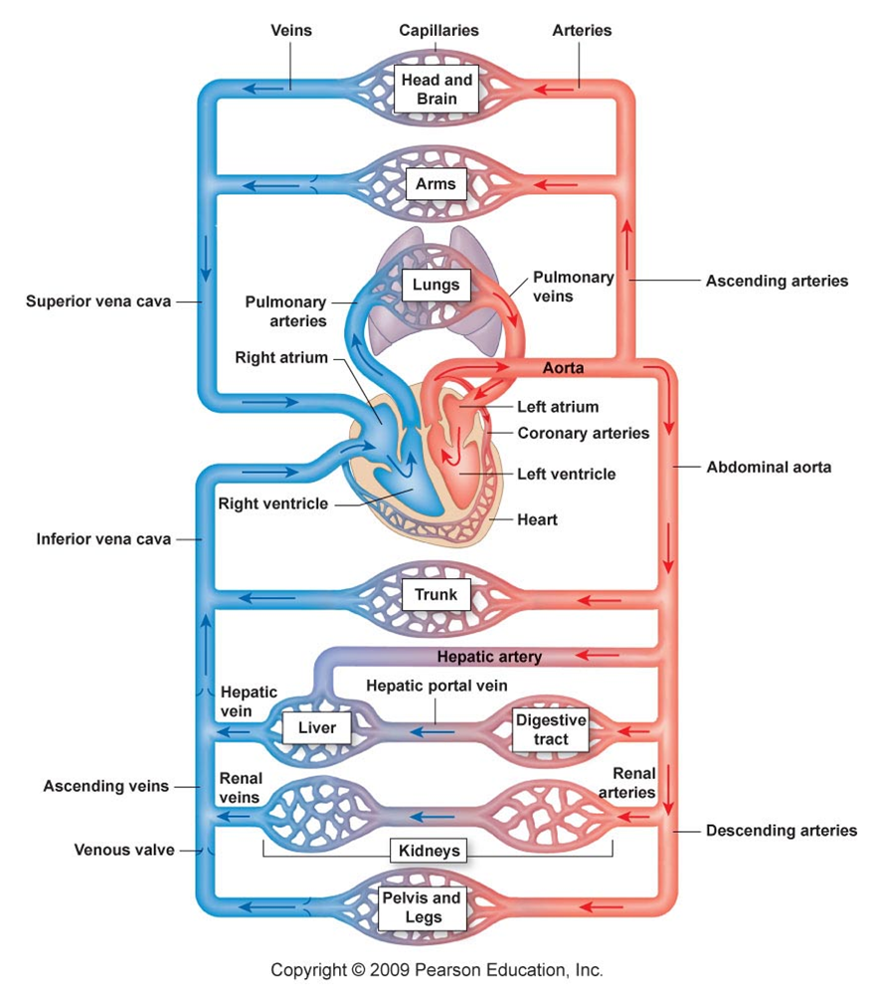 Veins
Capillaries
Arteries
Head and
Brain
Arms
Lungs
Pulmonary
veins
Ascending arteries
Superior vena cava
Pulmonary
arteries
Right atrium
Aorta
Left atrium
Coronary arteries
Abdominal aorta
Left ventricle
Right ventricle
Heart
Inferior vena cava
Trunk
Hepatic artery
Hepatic portal vein
Hepatic
vein
Liver
Digestive
tract
Ascending veins
Renal
veins
Renal
arteries
Descending arteries
Venous valve
Kidneys
Pelvis and
Legs
Copyright © 2009 Pearson Education, Inc.